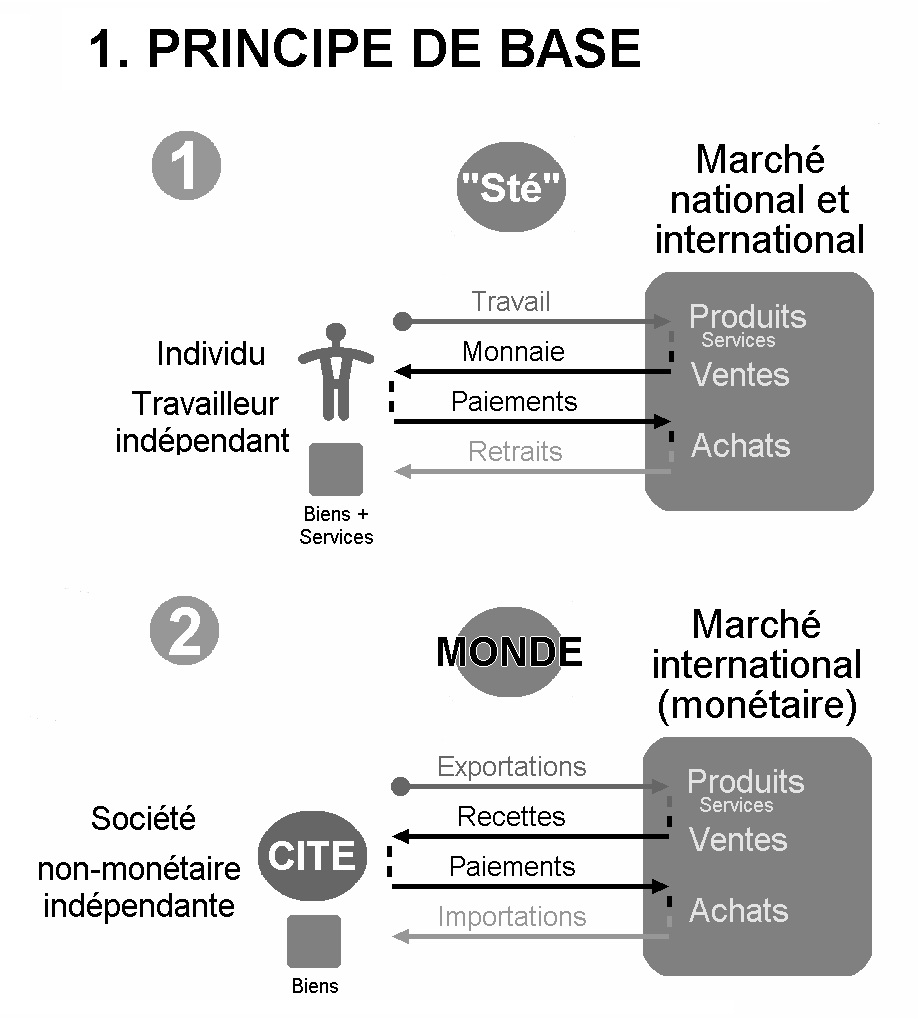 1. PRINCIPE DE BASE
1
"Sté"
Marché
national et
international
Travail
Monnaie
Paiements
Retraits
Individu
Travailleur
indépendant
Biens +
Services
Produits
Services
Ventes
Achats
2
MONDE
Marché
international
(monétaire)
Exportations
Recettes
Paiements
Importations
Société
non-monétaire
indépendante
CITE
Biens
Produits
Services
Ventes
Achats